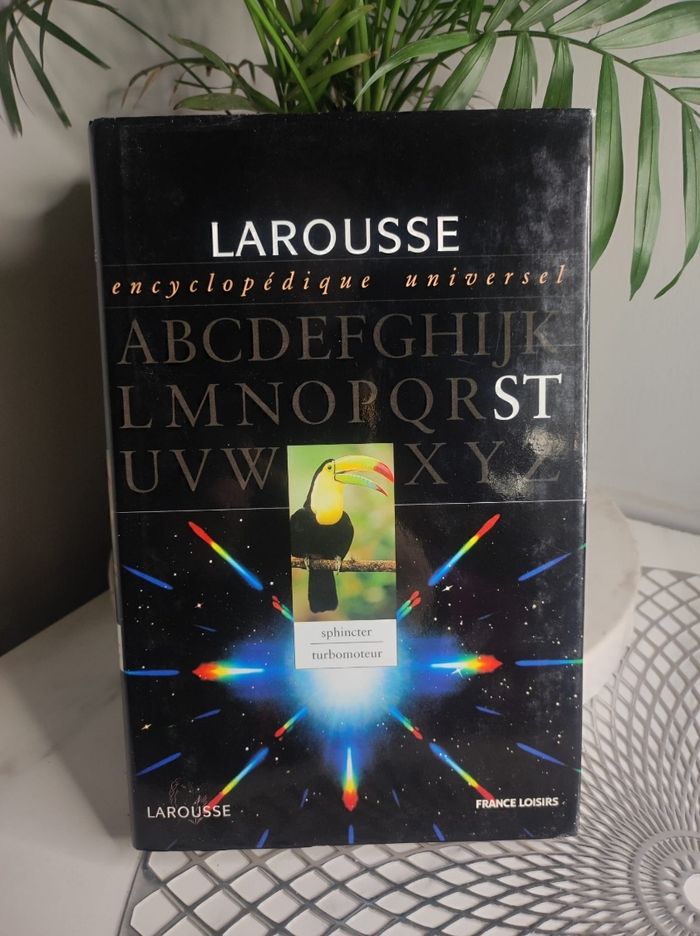 LAROUSSE
encyclopédique universel
ABCDEFGHIJK
LMNOPQRST
UVWXYZ
sphincter
turbomoteur
LAROUSSE
FRANCE LOISIRS